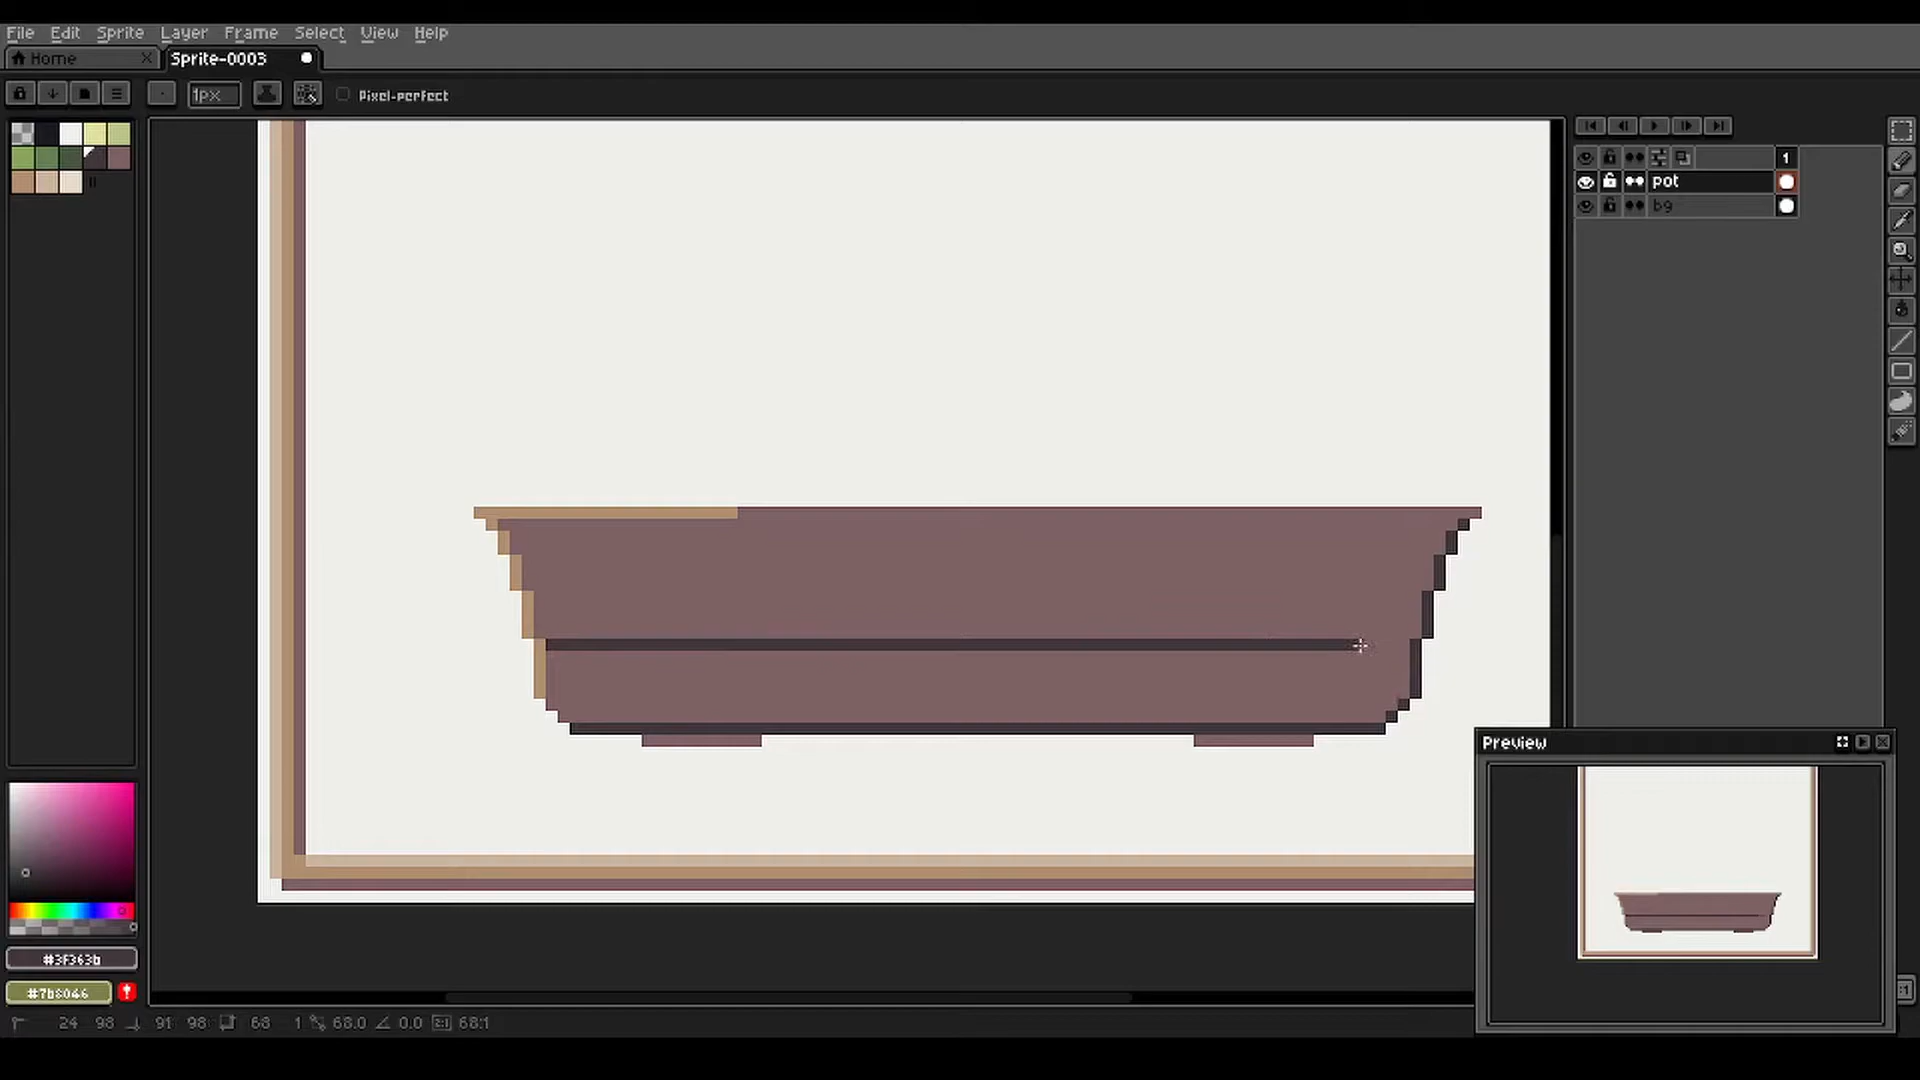 File Edit Sprite Layer Frame Select View Help
Home Sprite-0003
1px Pixel-perfect
1
pot
bg
Preview
#3f363b
#7b8046
24 98 91 98 68 1 68.0 0.0 68:1